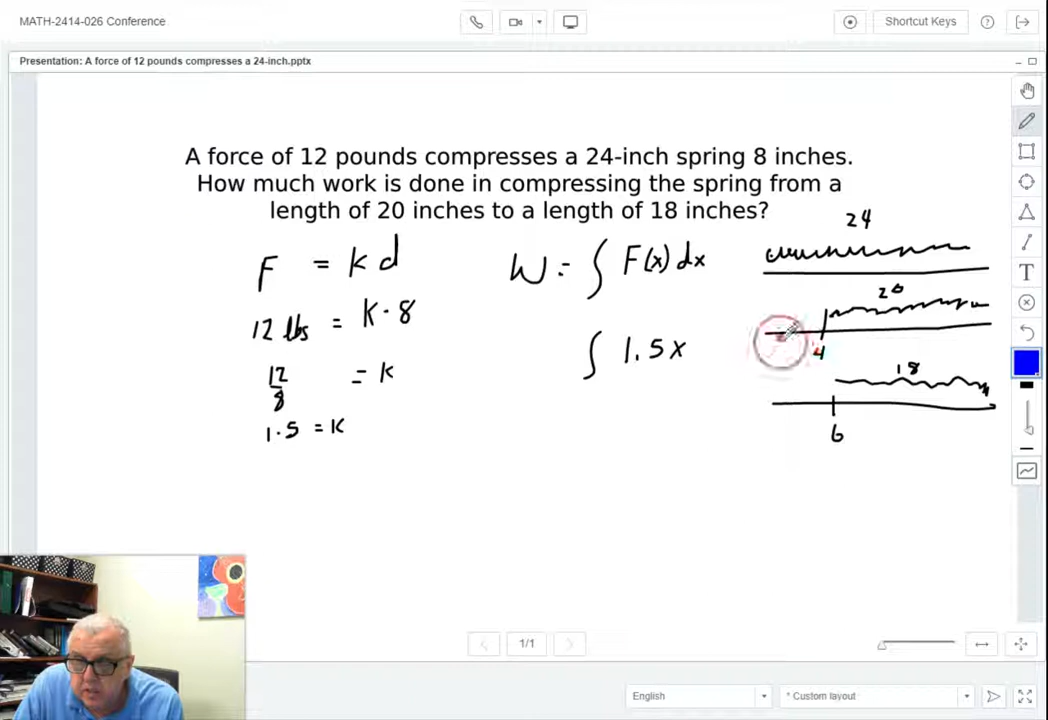 MATH-2414-026 Conference
Shortcut Keys
Presentation: A force of 12 pounds compresses a 24-inch.pptx
A force of 12 pounds compresses a 24-inch spring 8 inches.
How much work is done in compressing the spring from a
length of 20 inches to a length of 18 inches?
F = kd
12 lbs = K·8
12/8 = K
1.5 = K
W = ∫ F(x) dx
∫ 1.5x
24
20
4
18
6
T
1/1
English
* Custom layout